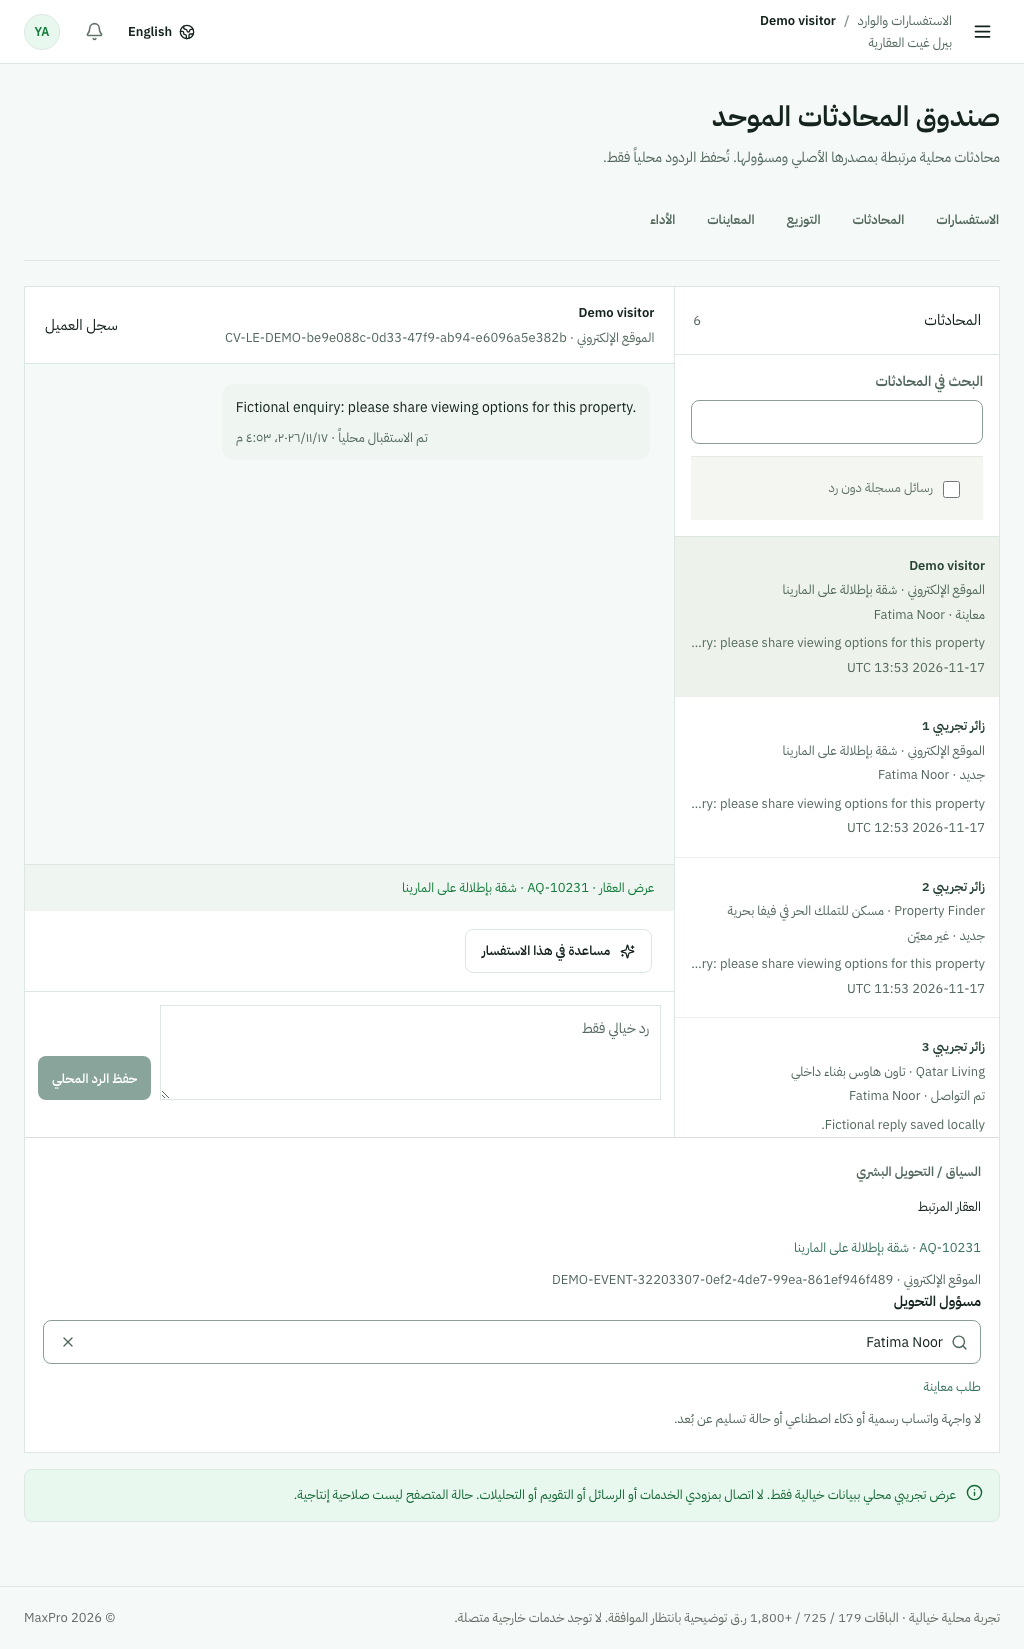 الاستفسارات والوارد / Demo visitor
بيرل غيت العقارية
English
YA
صندوق المحادثات الموحد
محادثات محلية مرتبطة بمصدرها الأصلي ومسؤولها. تُحفظ الردود محلياً فقط.
الاستفسارات
المحادثات
التوزيع
المعاينات
الأداء
المحادثات
6
البحث في المحادثات
رسائل مسجلة دون رد
Demo visitor
الموقع الإلكتروني · شقة بإطلالة على المارينا
معاينة · Fatima Noor
...ry: please share viewing options for this property
2026-11-17 13:53 UTC
زائر تجريبي 1
الموقع الإلكتروني · شقة بإطلالة على المارينا
جديد · Fatima Noor
...ry: please share viewing options for this property
2026-11-17 12:53 UTC
زائر تجريبي 2
Property Finder · مسكن للتملك الحر في فيفا بحرية
جديد · غير معيّن
...ry: please share viewing options for this property
2026-11-17 11:53 UTC
زائر تجريبي 3
Qatar Living · تاون هاوس بفناء داخلي
تم التواصل · Fatima Noor
Fictional reply saved locally.
Demo visitor
الموقع الإلكتروني · CV-LE-DEMO-be9e088c-0d33-47f9-ab94-e6096a5e382b
سجل العميل
Fictional enquiry: please share viewing options for this property.
تم الاستقبال محلياً · ٢٠٢٦/١١/١٧، ٤:٥٣ م
عرض العقار · AQ-10231 · شقة بإطلالة على المارينا
مساعدة في هذا الاستفسار
رد خيالي فقط
حفظ الرد المحلي
السياق / التحويل البشري
العقار المرتبط
AQ-10231 · شقة بإطلالة على المارينا
الموقع الإلكتروني · DEMO-EVENT-32203307-0ef2-4de7-99ea-861ef946f489
مسؤول التحويل
Fatima Noor
طلب معاينة
لا واجهة واتساب رسمية أو ذكاء اصطناعي أو حالة تسليم عن بُعد.
عرض تجريبي محلي ببيانات خيالية فقط. لا اتصال بمزودي الخدمات أو الرسائل أو التقويم أو التحليلات. حالة المتصفح ليست صلاحية إنتاجية.
تجربة محلية خيالية · الباقات 179 / 725 / +1,800 ر.ق توضيحية بانتظار الموافقة. لا توجد خدمات خارجية متصلة.
© 2026 MaxPro